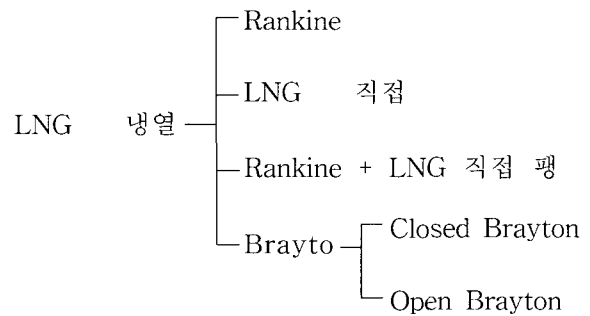 Rankine
LNG 직접
LNG 냉열
Rankine + LNG 직접 팽
Brayto
Closed Brayton
Open Brayton